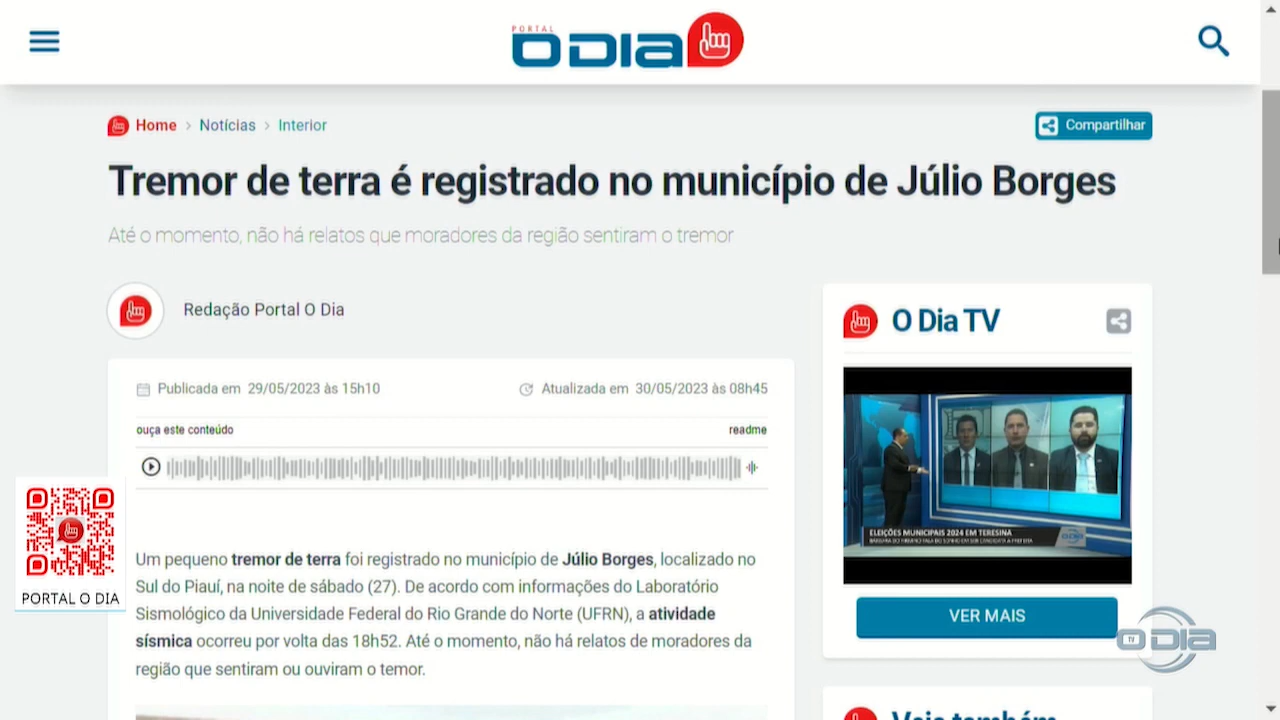 PORTAL
O DIA
Home > Notícias > Interior
Compartilhar
Tremor de terra é registrado no município de Júlio Borges
Até o momento, não há relatos que moradores da região sentiram o tremor
Redação Portal O Dia
O Dia TV
Publicada em 29/05/2023 às 15h10
Atualizada em 30/05/2023 às 08h45
ouça este conteúdo
readme
ELEIÇÕES MUNICIPAIS 2024 EM TERESINA
Um pequeno tremor de terra foi registrado no município de Júlio Borges, localizado no
Sul do Piauí, na noite de sábado (27). De acordo com informações do Laboratório
Sismológico da Universidade Federal do Rio Grande do Norte (UFRN), a atividade
sísmica ocorreu por volta das 18h52. Até o momento, não há relatos de moradores da
região que sentiram ou ouviram o temor.
PORTAL O DIA
VER MAIS
TV O DIA
Veja também